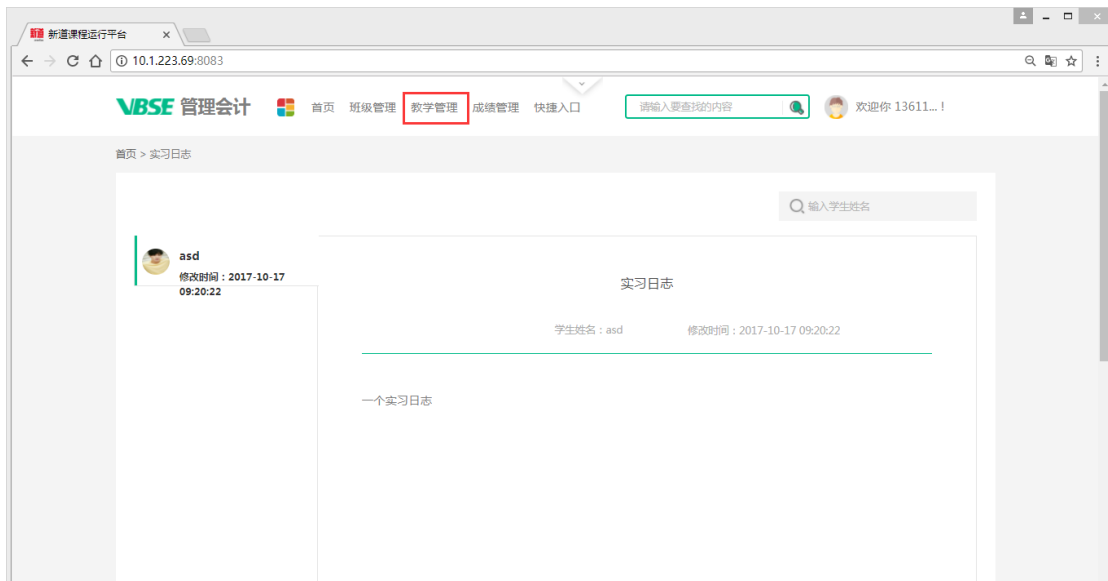 新道课程运行平台
10.1.223.69:8083
VBSE 管理会计 首页 班级管理 教学管理 成绩管理 快捷入口 请输入要查找的内容 欢迎你 13611... !
首页 > 实习日志
输入学生姓名
asd
修改时间：2017-10-17
09:20:22
实习日志
学生姓名：asd 修改时间：2017-10-17 09:20:22
一个实习日志